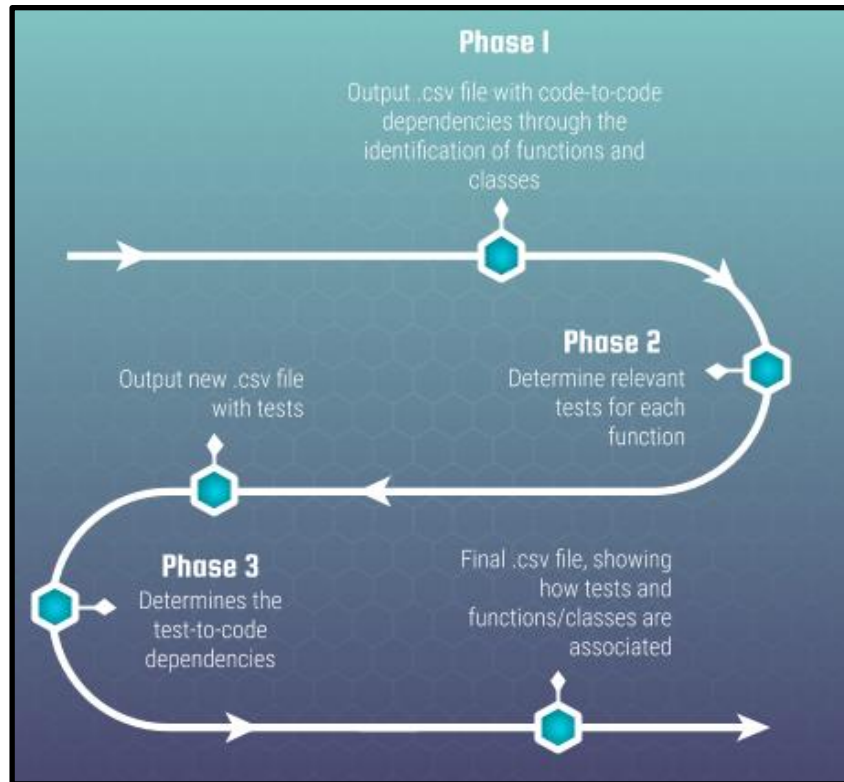 Phase 1
Output .csv file with code-to-code
dependencies through the
identification of functions and
classes
Phase 2
Determine relevant
tests for each
function
Output new .csv file
with tests
Phase 3
Determines the
test-to-code
dependencies
Final .csv file, showing
how tests and
functions/classes are
associated